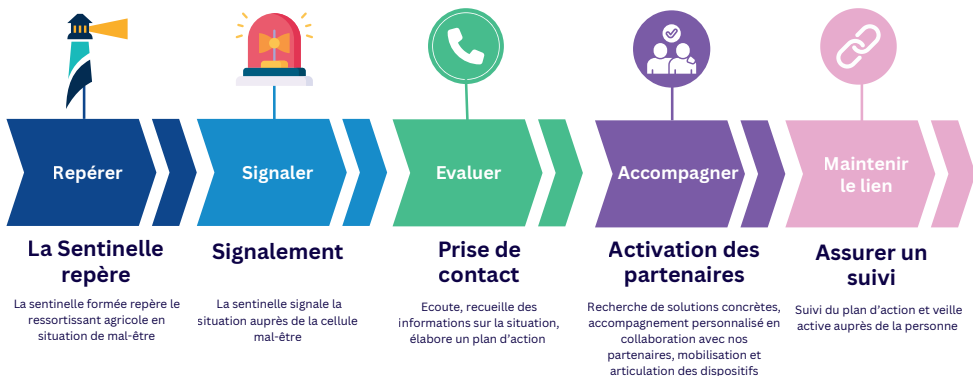 Repérer
Signaler
Evaluer
Accompagner
Maintenir
le lien
La Sentinelle
repère
La sentinelle formée repère le
ressortissant agricole en
situation de mal-être
Signalement
La sentinelle signale la
situation auprès de la cellule
mal-être
Prise de
contact
Ecoute, recueille des
informations sur la situation,
élabore un plan d'action
Activation des
partenaires
Recherche de solutions concrètes,
accompagnement personnalisé en
collaboration avec nos
partenaires, mobilisation et
articulation des dispositifs
Assurer un
suivi
Suivi du plan d'action et veille
active auprès de la personne